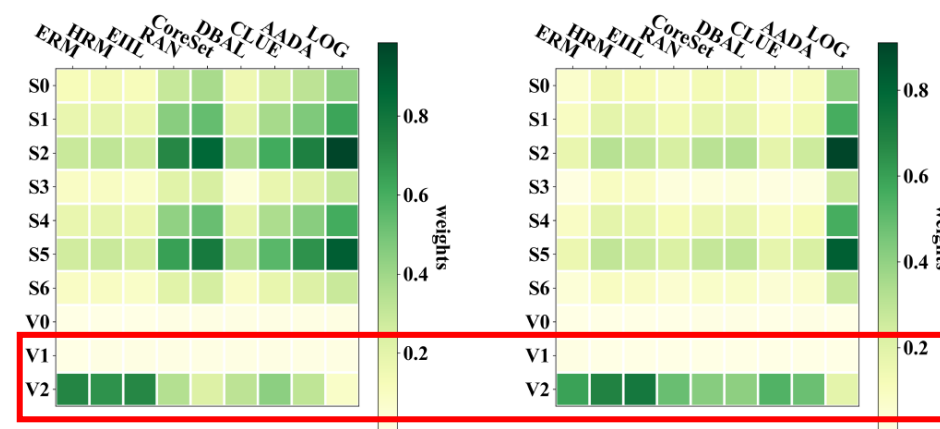 ERM HRM EIIL RAN CoreSet DBAL CLUE AADA LOG
S0
S1
S2
S3
S4
S5
S6
V0
V1
V2
0.8
0.6
0.4
0.2
weights
ERM HRM EIIL RAN CoreSet DBAL CLUE AADA LOG
S0
S1
S2
S3
S4
S5
S6
V0
V1
V2
0.8
0.6
0.4
0.2
weights